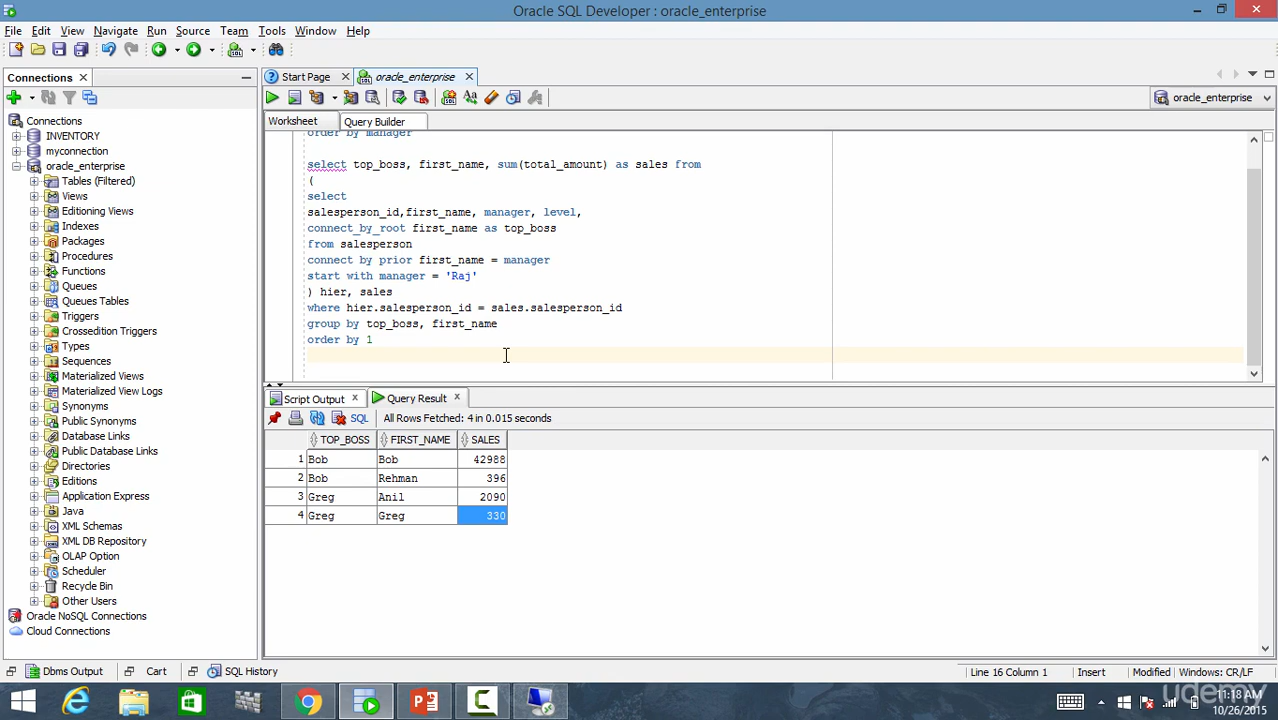 Oracle SQL Developer : oracle_enterprise
File Edit View Navigate Run Source Team Tools Window Help
Connections
Start Page
oracle_enterprise
oracle_enterprise
Worksheet Query Builder
Connections
INVENTORY
myconnection
oracle_enterprise
Tables (Filtered)
Views
Editioning Views
Indexes
Packages
Procedures
Functions
Queues
Queues Tables
Triggers
Crossedition Triggers
Types
Sequences
Materialized Views
Materialized View Logs
Synonyms
Public Synonyms
Database Links
Public Database Links
Directories
Editions
Application Express
Java
XML Schemas
XML DB Repository
OLAP Option
Scheduler
Recycle Bin
Other Users
Oracle NoSQL Connections
Cloud Connections
order by manager
select top_boss, first_name, sum(total_amount) as sales from
(
select
salesperson_id,first_name, manager, level,
connect_by_root first_name as top_boss
from salesperson
connect by prior first_name = manager
start with manager = 'Raj'
) hier, sales
where hier.salesperson_id = sales.salesperson_id
group by top_boss, first_name
order by 1
Script Output Query Result
SQL All Rows Fetched: 4 in 0.015 seconds
TOP_BOSS FIRST_NAME SALES
1 Bob Bob 42988
2 Bob Rehman 396
3 Greg Anil 2090
4 Greg Greg 330
Dbms Output Cart SQL History
Line 16 Column 1 Insert Modified Windows: CR/LF
11:18 AM
10/26/2015
udemy